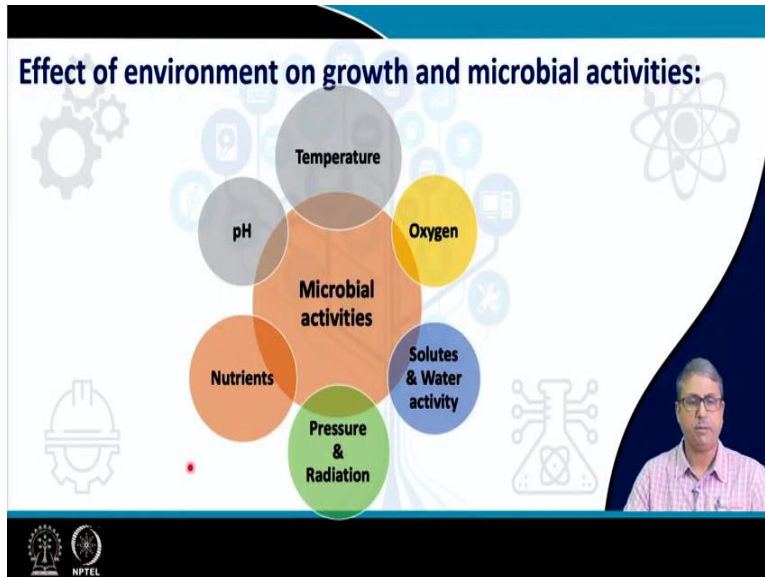 Effect of environment on growth and microbial activities:
Temperature
pH
Oxygen
Microbial
activities
Nutrients
Solutes
& Water
activity
Pressure
&
Radiation
NPTEL